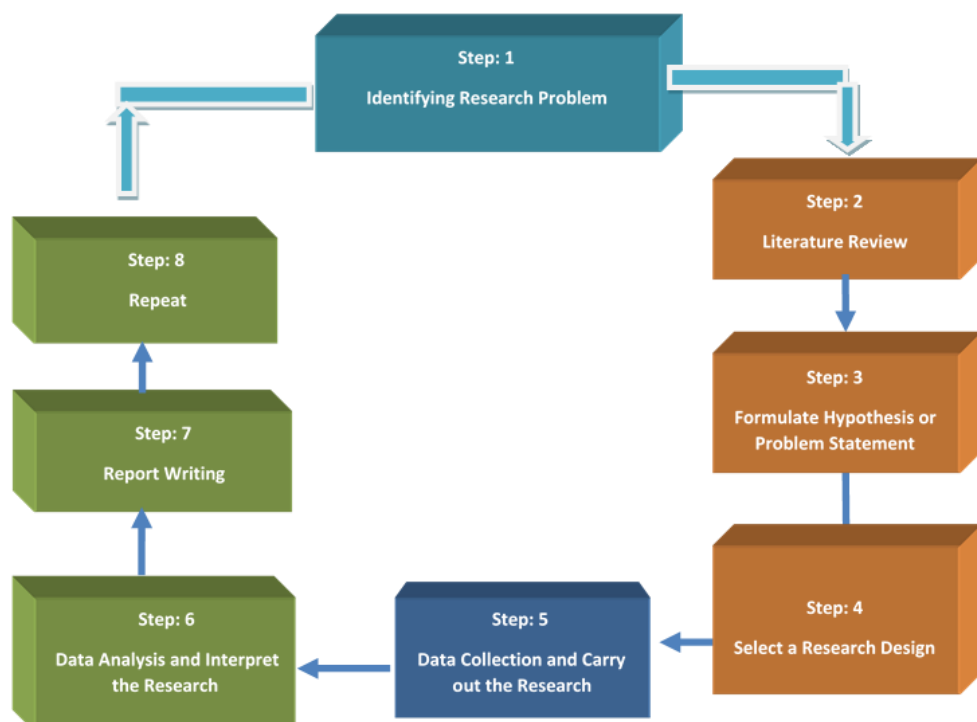 Step: 1
Identifying Research Problem
Step: 2
Literature Review
Step: 3
Formulate Hypothesis or
Problem Statement
Step: 4
Select a Research Design
Step: 5
Data Collection and Carry
out the Research
Step: 6
Data Analysis and Interpret
the Research
Step: 7
Report Writing
Step: 8
Repeat